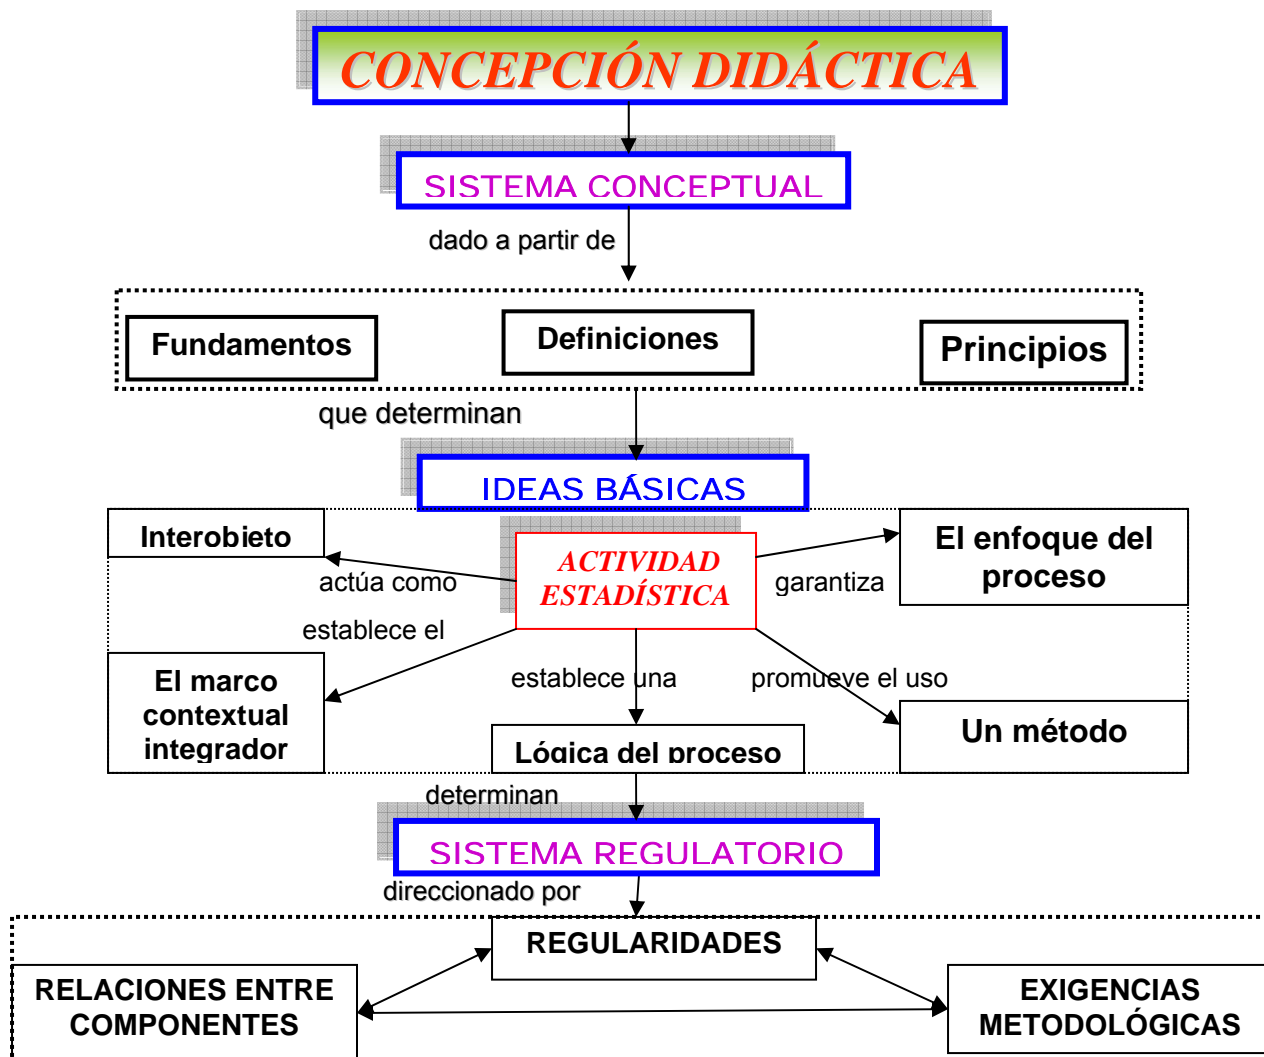 CONCEPCIÓN DIDÁCTICA
SISTEMA CONCEPTUAL
dado a partir de
Fundamentos
Definiciones
Principios
que determinan
IDEAS BÁSICAS
Interobjeto
actúa como
ACTIVIDAD
ESTADÍSTICA
garantiza
El enfoque del
proceso
establece el
El marco
contextual
integrador
establece una
promueve el uso
Lógica del proceso
Un método
determinan
SISTEMA REGULATORIO
direccionado por
REGULARIDADES
RELACIONES ENTRE
COMPONENTES
EXIGENCIAS
METODOLÓGICAS